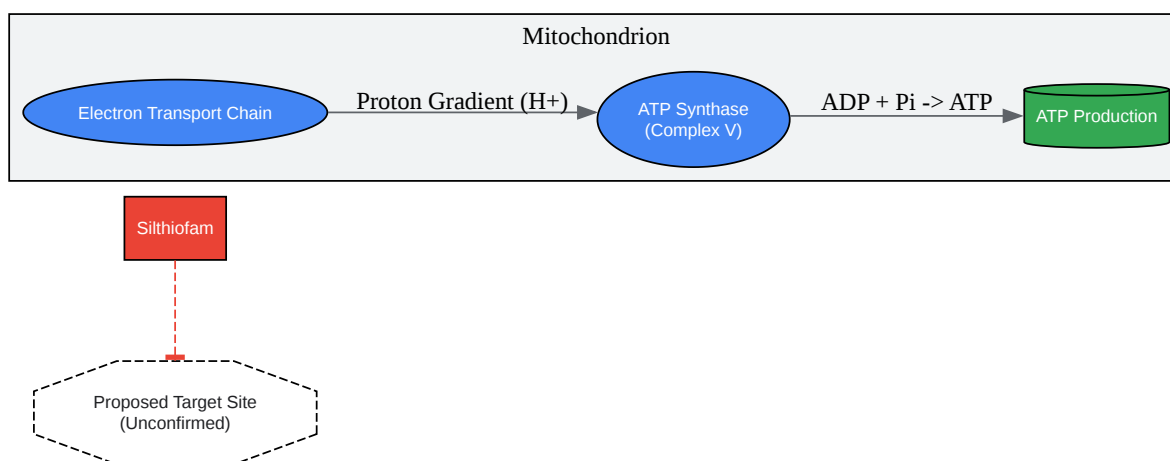 Mitochondrion
Electron Transport Chain
Proton Gradient (H+)
ATP Synthase
(Complex V)
ADP + Pi -> ATP
ATP Production
Silthiofam
Proposed Target Site
(Unconfirmed)